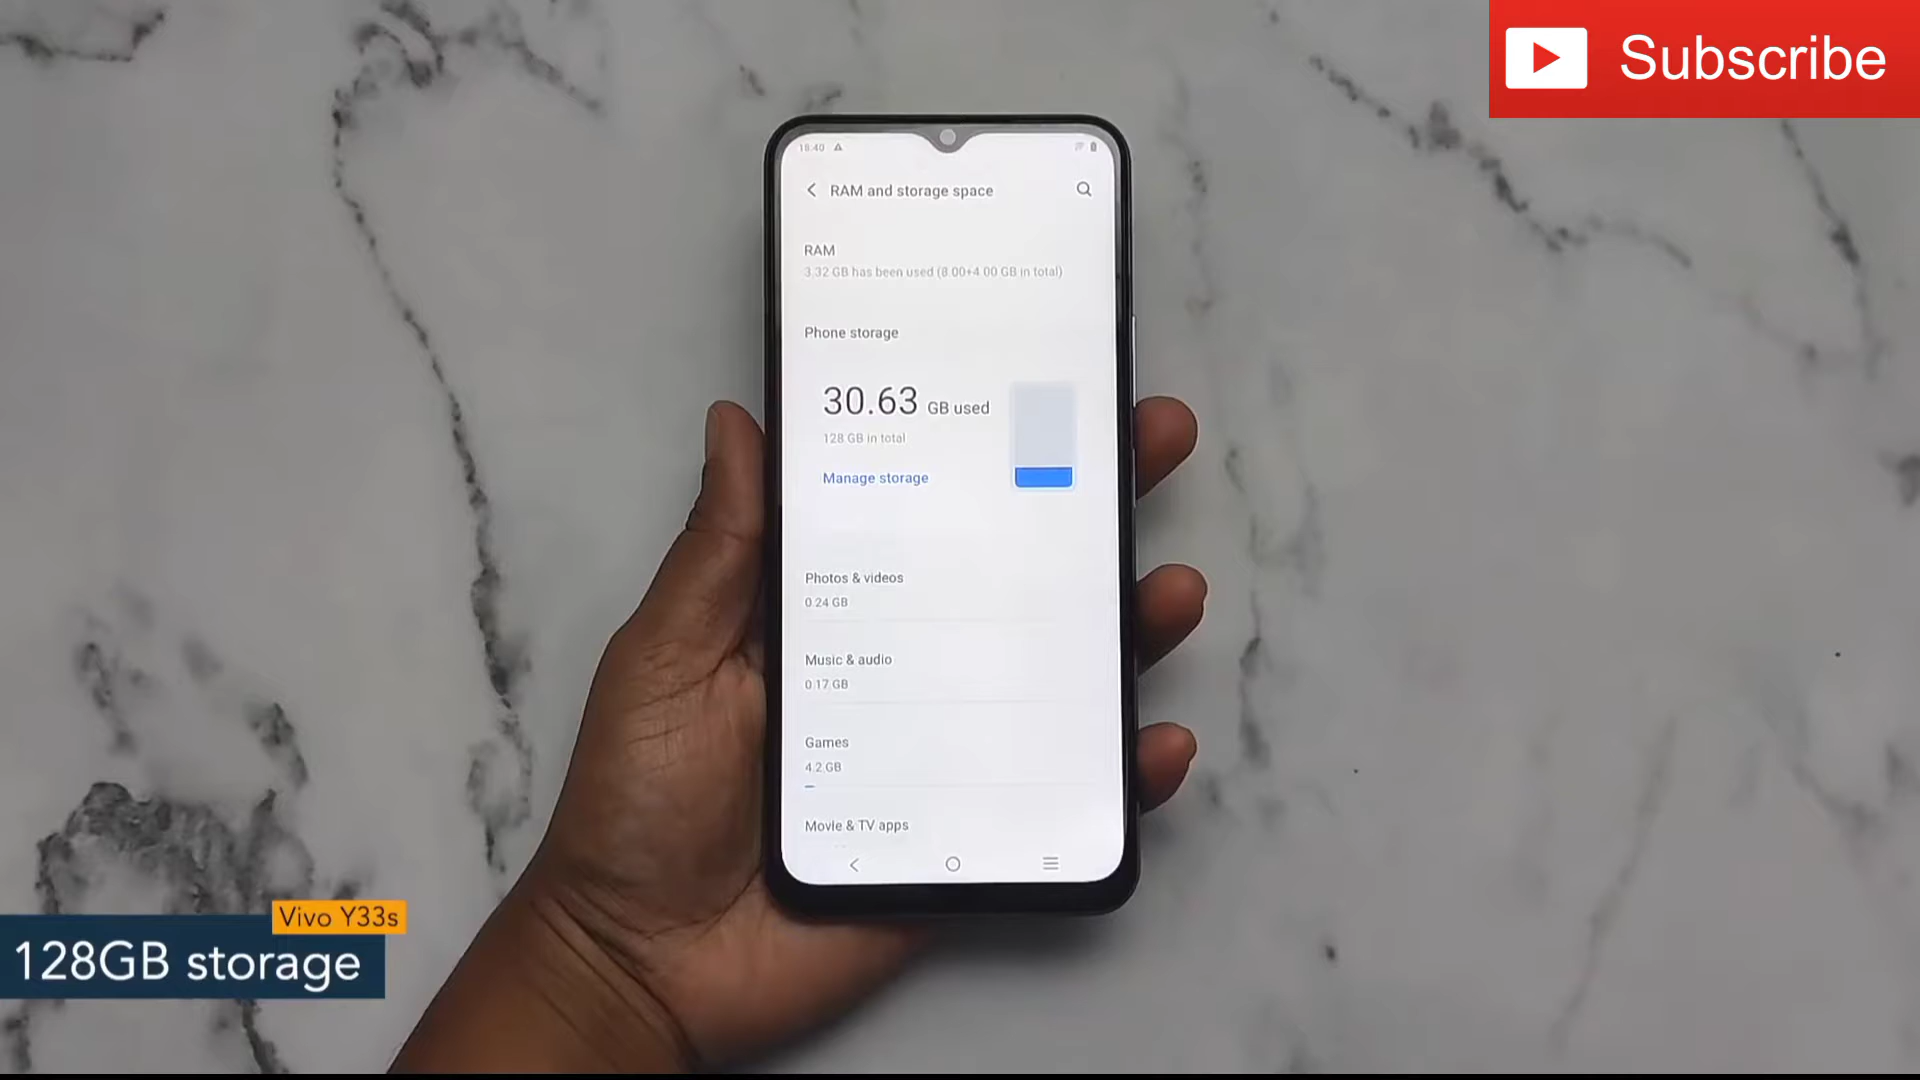 Subscribe
18:40
RAM and storage space
RAM
3.32 GB has been used (8.00+4.00 GB in total)
Phone storage
30.63 GB used
128 GB in total
Manage storage
Photos & videos
0.24 GB
Music & audio
0.17 GB
Games
4.2 GB
Movie & TV apps
Vivo Y33s
128GB storage